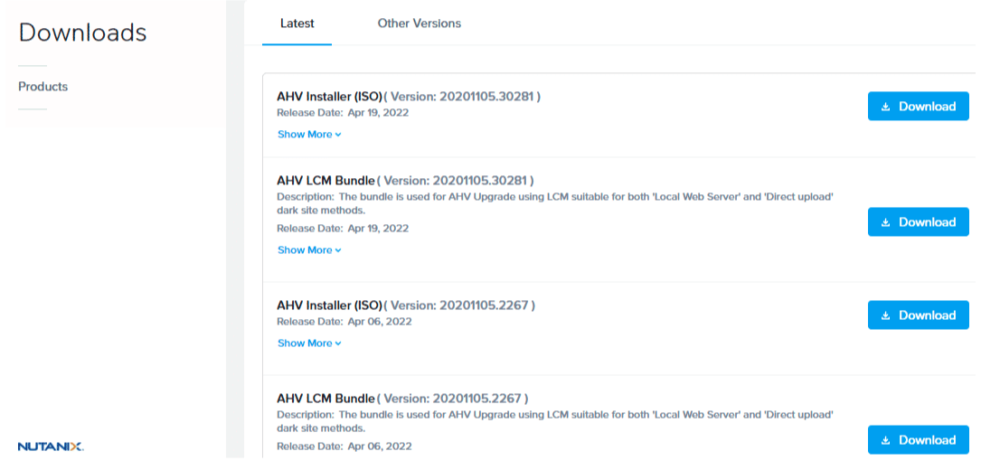 Downloads
Products
NUTANIX.
Latest
Other Versions
AHV Installer (ISO)( Version: 20201105.30281 )
Release Date: Apr 19, 2022
Show More
Download
AHV LCM Bundle( Version: 20201105.30281 )
Description: The bundle is used for AHV Upgrade using LCM suitable for both 'Local Web Server' and 'Direct upload'
dark site methods.
Release Date: Apr 19, 2022
Show More
Download
AHV Installer (ISO)( Version: 20201105.2267 )
Release Date: Apr 06, 2022
Show More
Download
AHV LCM Bundle( Version: 20201105.2267 )
Description: The bundle is used for AHV Upgrade using LCM suitable for both 'Local Web Server' and 'Direct upload'
dark site methods.
Release Date: Apr 06, 2022
Download